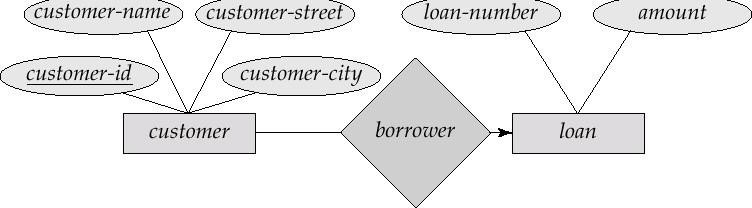 customer-name customer-street loan-number amount
customer-id customer-city
customer borrower loan